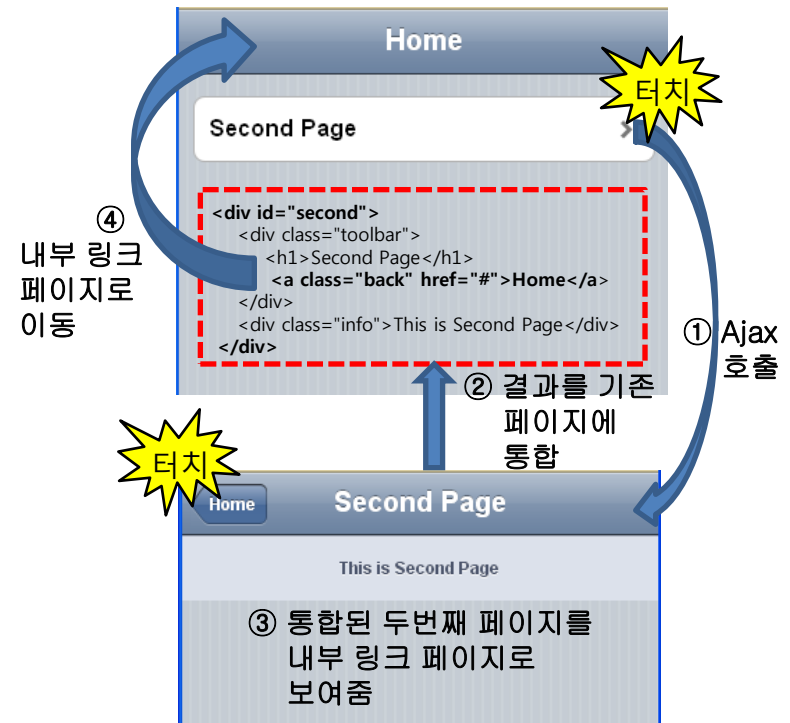 Home
터치
Second Page
<div id="second">
<div class="toolbar">
<h1>Second Page</h1>
<a class="back" href="#">Home</a>
</div>
<div class="info">This is Second Page</div>
</div>
④
내부 링크
페이지로
이동
① Ajax
호출
② 결과를 기존
페이지에
통합
터치
Home
Second Page
This is Second Page
③ 통합된 두번째 페이지를
내부 링크 페이지로
보여줌